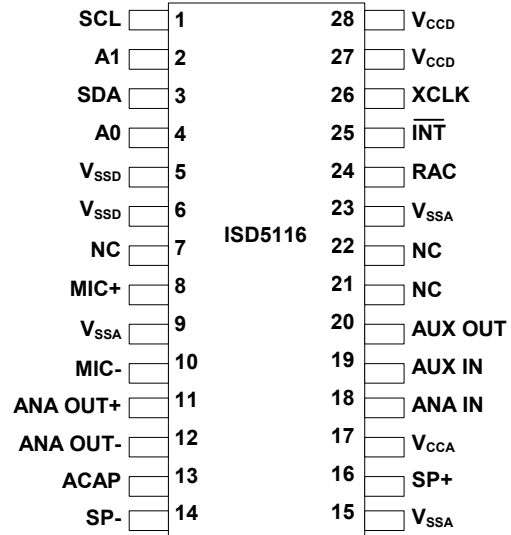 SCL 1 28 VCCD
A1 2 27 VCCD
SDA 3 26 XCLK
A0 4 25 INT
VSSD 5 24 RAC
VSSD 6 23 VSSA
ISD5116
NC 7 22 NC
MIC+ 8 21 NC
VSSA 9 20 AUX OUT
MIC- 10 19 AUX IN
ANA OUT+ 11 18 ANA IN
ANA OUT- 12 17 VCCA
ACAP 13 16 SP+
SP- 14 15 VSSA